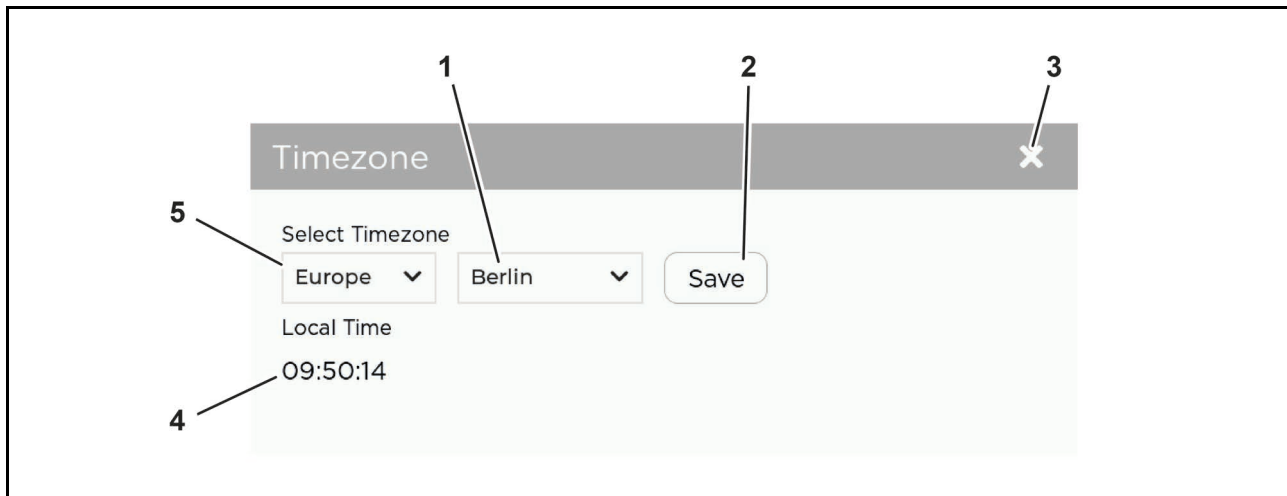 1 2 3
Timezone
5
Select Timezone
Europe Berlin Save
Local Time
09:50:14
4